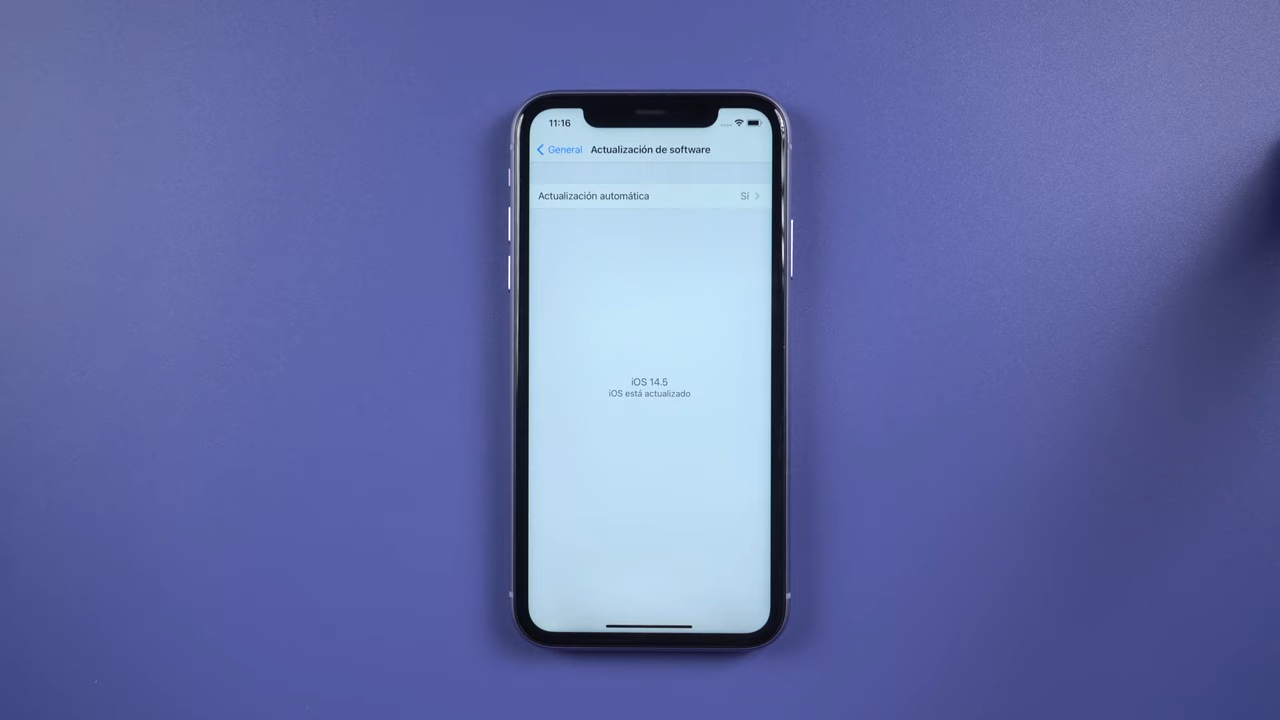 11:16
General Actualización de software
Actualización automática Sí
iOS 14.5
iOS está actualizado